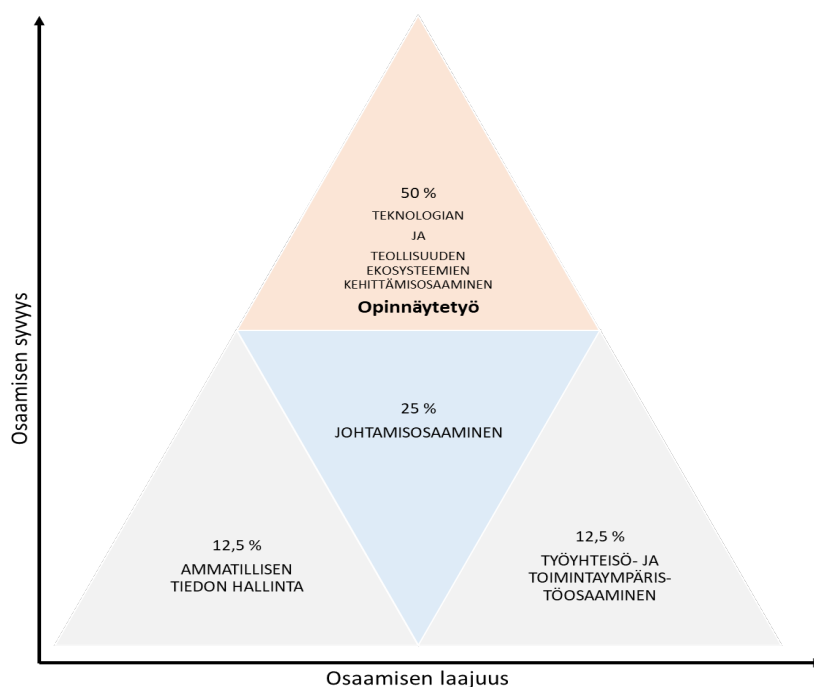 50 %
TEKNOLOGIAN
JA
TEOLLISUUDEN
EKOSYSTEEMIEN
KEHITTÄMISOSAAMINEN
Opinnäytetyö
25 %
JOHTAMISOSAAMINEN
12,5 %
AMMATILLISEN
TIEDON HALLINTA
12,5 %
TYÖYHTEISÖ- JA
TOIMINTAYMPÄRIS-
TÖOSAAMINEN
Osaamisen syvyys
Osaamisen laajuus